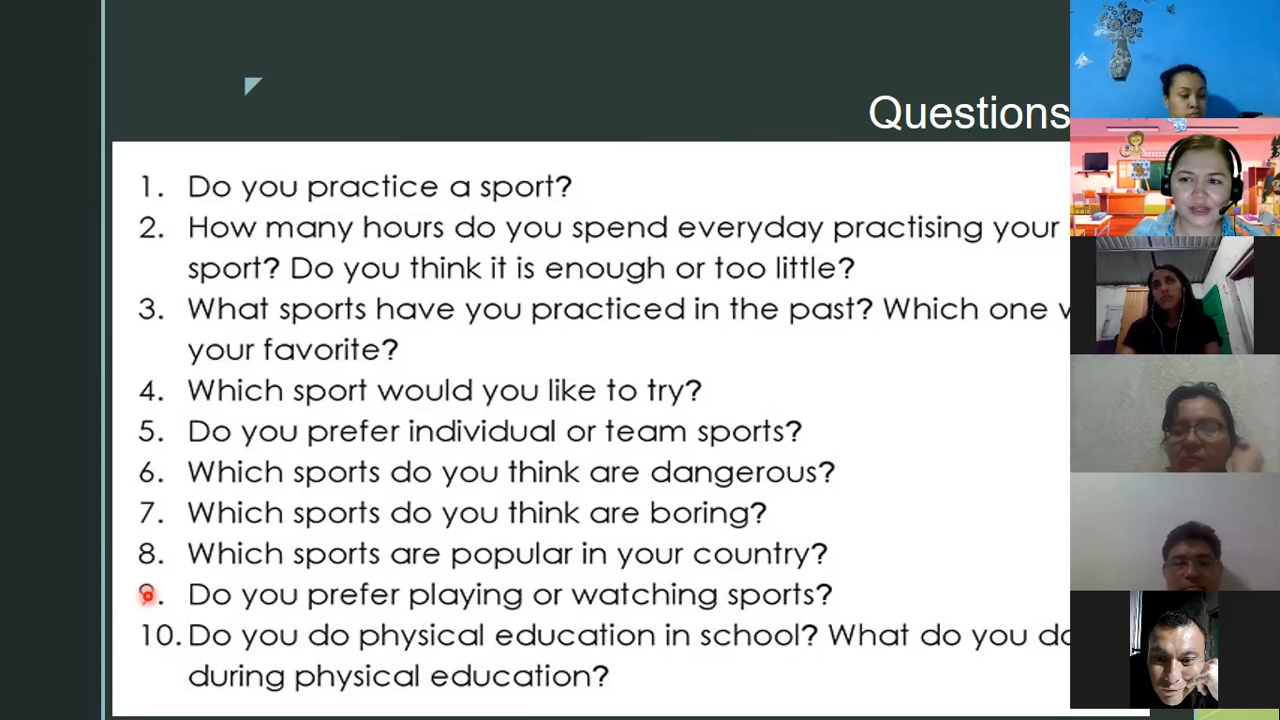 Questions
1. Do you practice a sport?
2. How many hours do you spend everyday practising your
sport? Do you think it is enough or too little?
3. What sports have you practiced in the past? Which one
your favorite?
4. Which sport would you like to try?
5. Do you prefer individual or team sports?
6. Which sports do you think are dangerous?
7. Which sports do you think are boring?
8. Which sports are popular in your country?
9. Do you prefer playing or watching sports?
10. Do you do physical education in school? What do you do
during physical education?